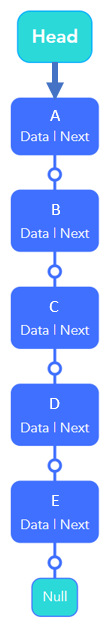 Head
A
Data | Next
B
Data | Next
C
Data | Next
D
Data | Next
E
Data | Next
Null